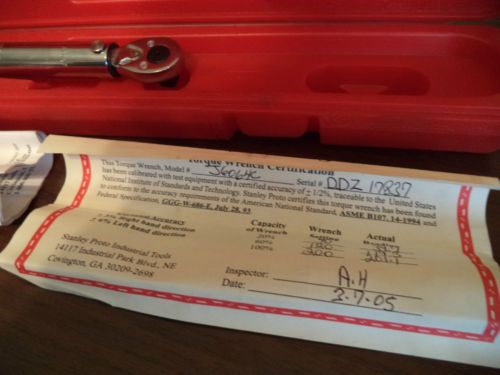 Torque Wrench Certification
This Torque Wrench, Model # J6064C Serial # DDZ 17837
has been calibrated with test equipment with a certified accuracy of ± 1/2%, traceable to the United States
National Institute of Standards and Technology. Stanley Proto certifies this torque wrench has been found
to conform to the accuracy requirements of the American National Standard, ASME B107. 14-1994 and
Federal Specification, GGG-W-686-E, July 28, 93
Accuracy Capacity Wrench Actual
Right hand direction of Wrench
± 6% Left hand direction 20%
60%
100% 200
Stanley Proto Industrial Tools
14117 Industrial Park Blvd., NE
Covington, GA 30209-2698
Inspector: A.H
Date: 3-7-05